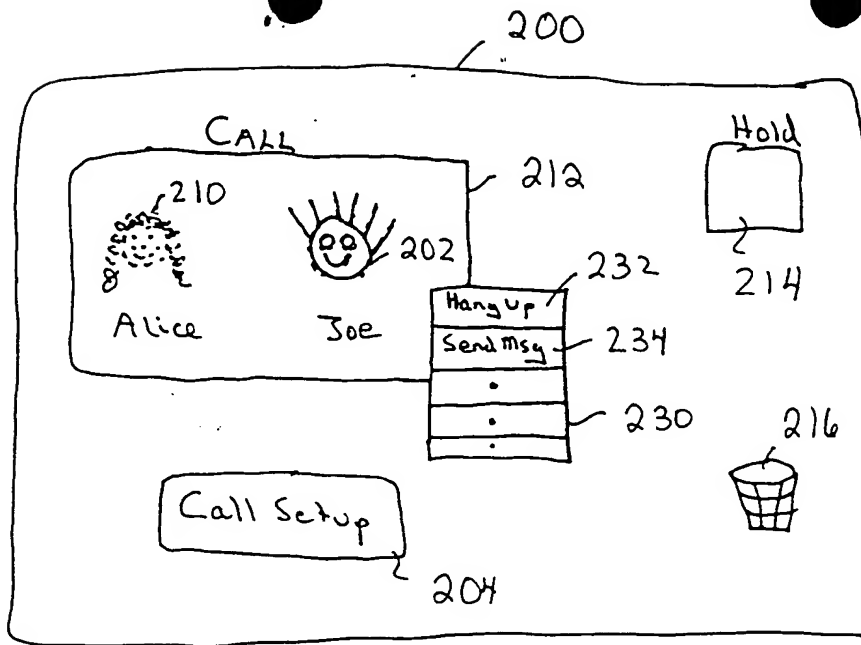 200
CALL
Hold
210
212
202
214
Alice
Joe
Hang up
232
Send Msg
234
230
216
Call Setup
204